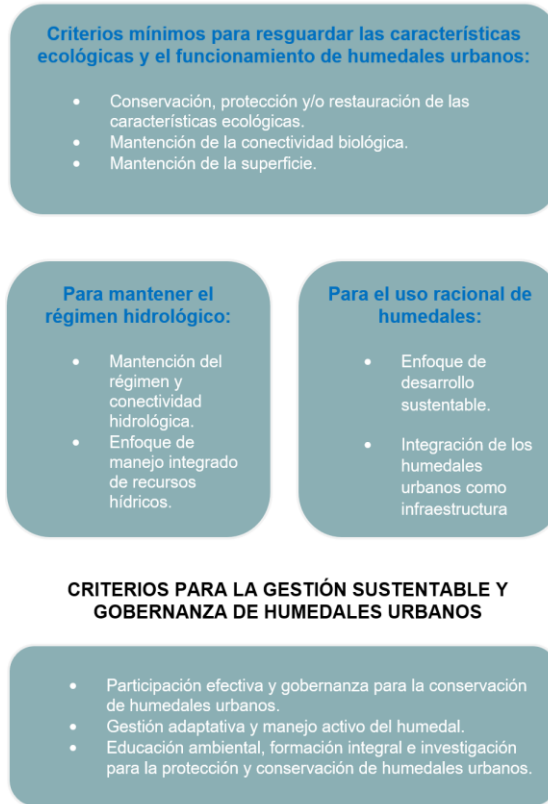 Criterios mínimos para resguardar las características
ecológicas y el funcionamiento de humedales urbanos:
• Conservación, protección y/o restauración de las
características ecológicas.
• Mantención de la conectividad biológica.
• Mantención de la superficie.
Para mantener el
régimen hidrológico:
• Mantención del
régimen y
conectividad
hidrológica.
• Enfoque de
manejo integrado
de recursos
hídricos.
Para el uso racional de
humedales:
• Enfoque de
desarrollo
sustentable.
• Integración de los
humedales
urbanos como
infraestructura
CRITERIOS PARA LA GESTIÓN SUSTENTABLE Y
GOBERNANZA DE HUMEDALES URBANOS
• Participación efectiva y gobernanza para la conservación
de humedales urbanos.
• Gestión adaptativa y manejo activo del humedal.
• Educación ambiental, formación integral e investigación
para la protección y conservación de humedales urbanos.